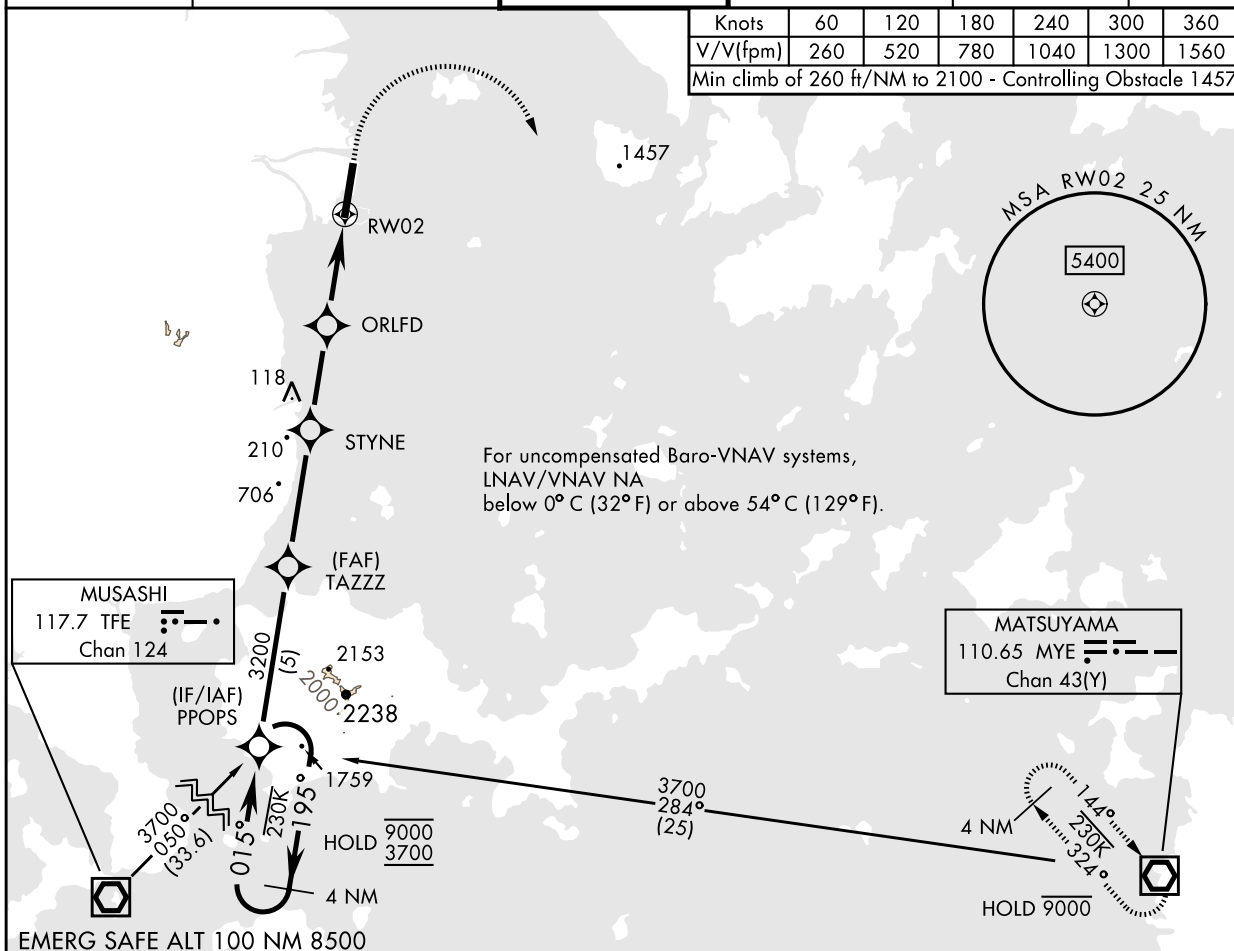 Knots 60 120 180 240 300 360
V/V(fpm) 260 520 780 1040 1300 1560
Min climb of 260 ft/NM to 2100 - Controlling Obstacle 1457
1457
MSA RW02 25 NM
5400
RW02
ORLFD
118
STYNE
210
706
For uncompensated Baro-VNAV systems,
LNAV/VNAV NA
below 0° C (32° F) or above 54° C (129° F).
(FAF)
TAZZZ
MUSASHI
117.7 TFE
Chan 124
MATSUYAMA
110.65 MYE
Chan 43(Y)
3200
(5)
2153
2000
2238
(IF/IAF)
PPOPS
1759
3700
050°
(33.6)
015°
230K
195°
HOLD 9000
3700
4 NM
3700
284°
(25)
4 NM
144°
230K
324°
HOLD 9000
EMERG SAFE ALT 100 NM 8500